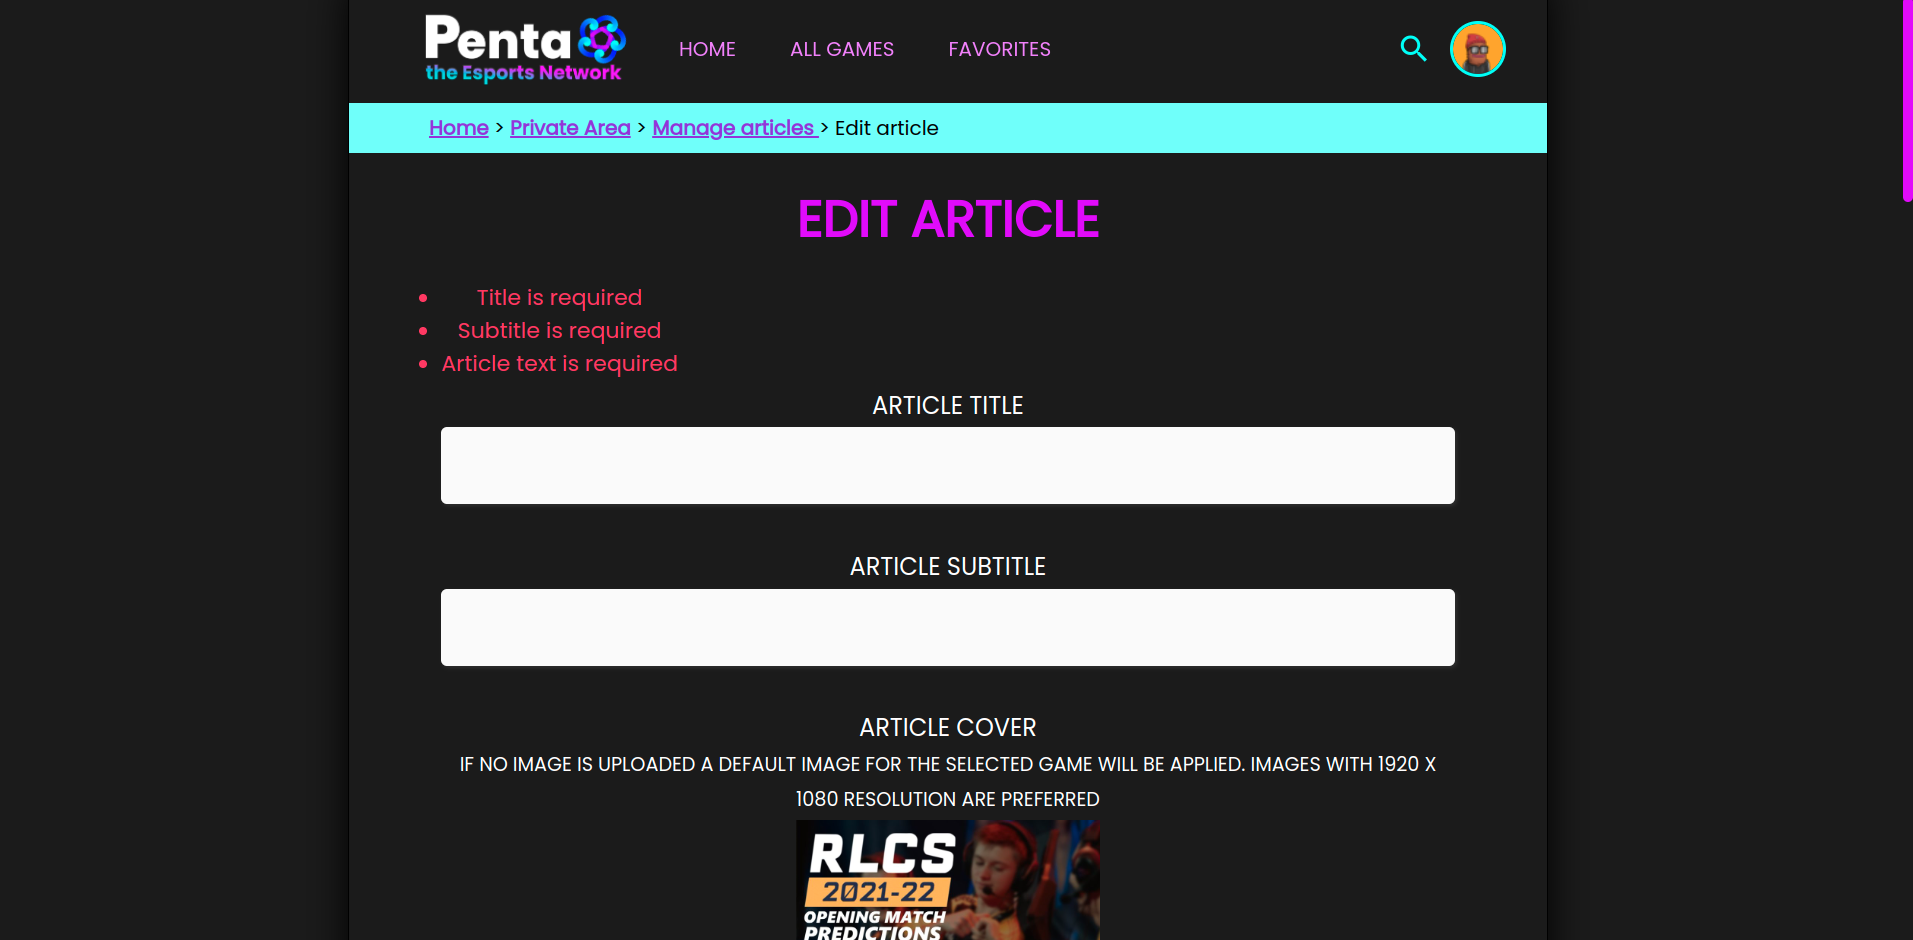 Penta
the Esports Network
HOME
ALL GAMES
FAVORITES
Home > Private Area > Manage articles > Edit article
EDIT ARTICLE
Title is required
Subtitle is required
Article text is required
ARTICLE TITLE
ARTICLE SUBTITLE
ARTICLE COVER
IF NO IMAGE IS UPLOADED A DEFAULT IMAGE FOR THE SELECTED GAME WILL BE APPLIED. IMAGES WITH 1920 X
1080 RESOLUTION ARE PREFERRED
RLCS
2021-22
OPENING MATCH
PREDICTIONS